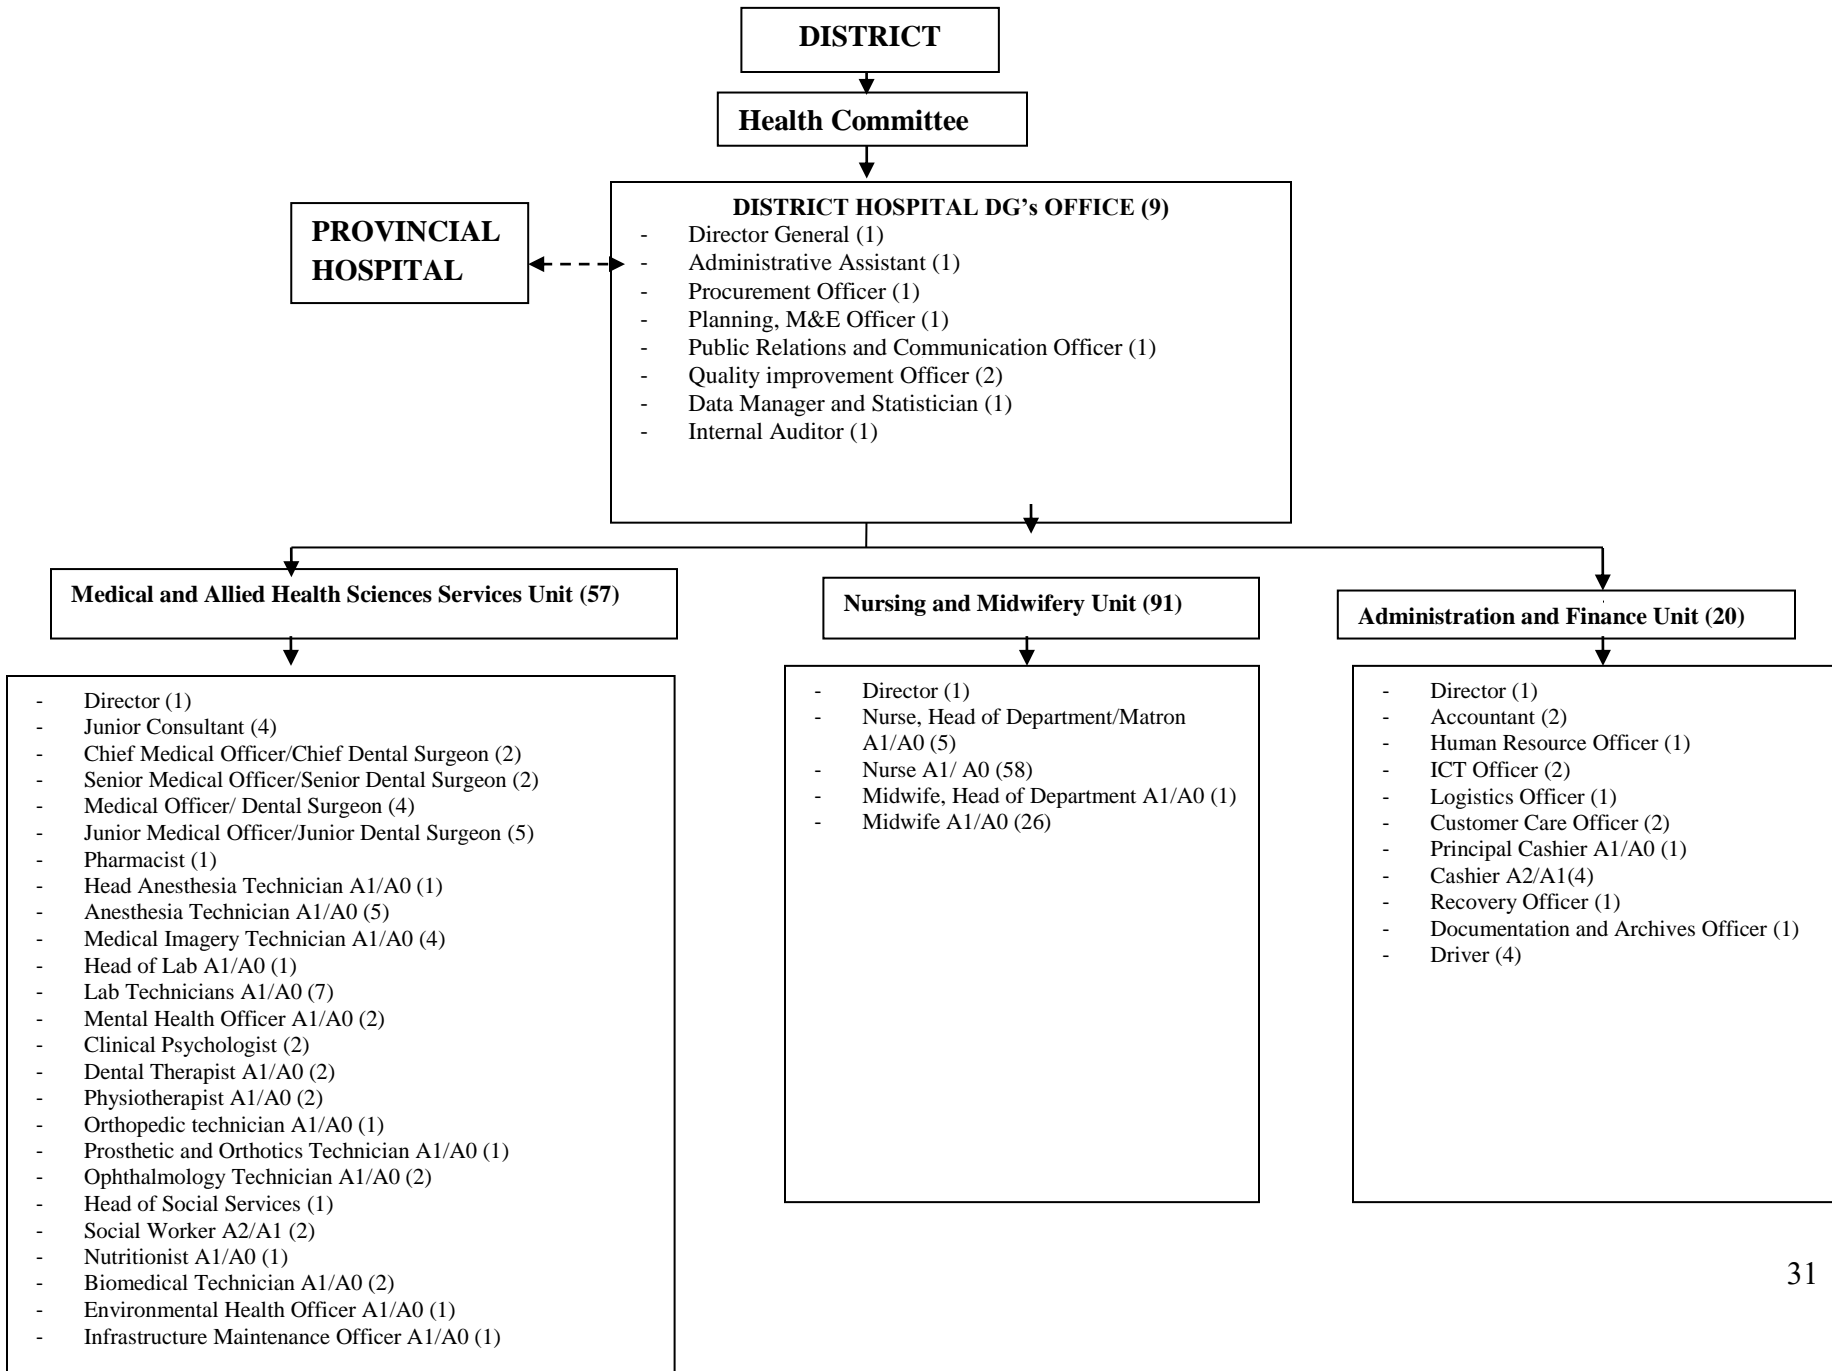 DISTRICT
Health Committee
PROVINCIAL
HOSPITAL
DISTRICT HOSPITAL DG's OFFICE (9)
- Director General (1)
- Administrative Assistant (1)
- Procurement Officer (1)
- Planning, M&E Officer (1)
- Public Relations and Communication Officer (1)
- Quality improvement Officer (2)
- Data Manager and Statistician (1)
- Internal Auditor (1)
Medical and Allied Health Sciences Services Unit (57)
- Director (1)
- Junior Consultant (4)
- Chief Medical Officer/Chief Dental Surgeon (2)
- Senior Medical Officer/Senior Dental Surgeon (2)
- Medical Officer/ Dental Surgeon (4)
- Junior Medical Officer/Junior Dental Surgeon (5)
- Pharmacist (1)
- Head Anesthesia Technician A1/A0 (1)
- Anesthesia Technician A1/A0 (5)
- Medical Imagery Technician A1/A0 (4)
- Head of Lab A1/A0 (1)
- Lab Technicians A1/A0 (7)
- Mental Health Officer A1/A0 (2)
- Clinical Psychologist (2)
- Dental Therapist A1/A0 (2)
- Physiotherapist A1/A0 (2)
- Orthopedic technician A1/A0 (1)
- Prosthetic and Orthotics Technician A1/A0 (1)
- Ophthalmology Technician A1/A0 (2)
- Head of Social Services (1)
- Social Worker A2/A1 (2)
- Nutritionist A1/A0 (1)
- Biomedical Technician A1/A0 (2)
- Environmental Health Officer A1/A0 (1)
- Infrastructure Maintenance Officer A1/A0 (1)
Nursing and Midwifery Unit (91)
- Director (1)
- Nurse, Head of Department/Matron
A1/A0 (5)
- Nurse A1/ A0 (58)
- Midwife, Head of Department A1/A0 (1)
- Midwife A1/A0 (26)
Administration and Finance Unit (20)
- Director (1)
- Accountant (2)
- Human Resource Officer (1)
- ICT Officer (2)
- Logistics Officer (1)
- Customer Care Officer (2)
- Principal Cashier A1/A0 (1)
- Cashier A2/A1(4)
- Recovery Officer (1)
- Documentation and Archives Officer (1)
- Driver (4)
31